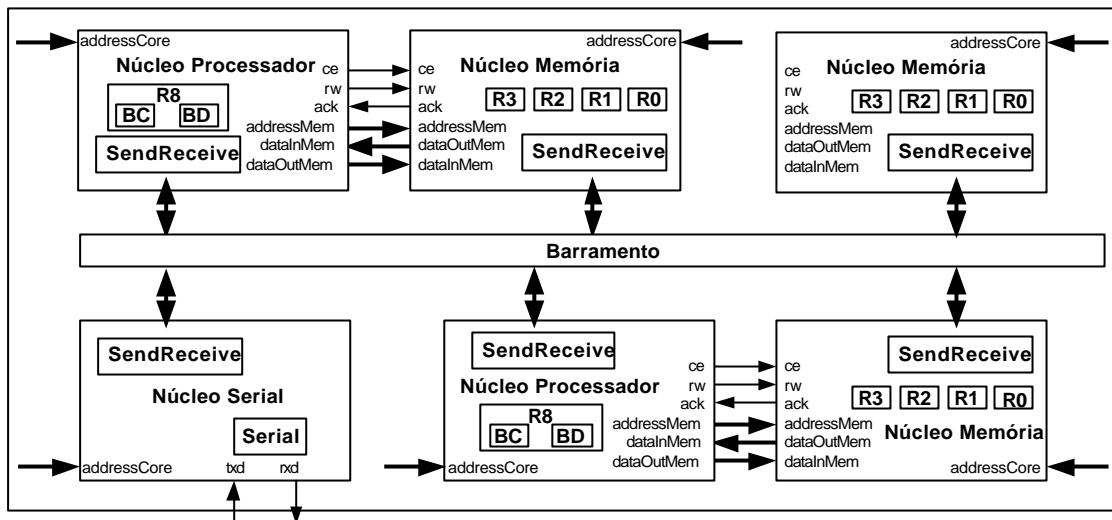 addressCore
Núcleo Processador
R8
BC BD
SendReceive
ce
rw
ack
addressMem
dataInMem
dataOutMem
addressCore
Núcleo Memória
ce
rw
ack
addressMem
dataOutMem
dataInMem
R3 R2 R1 R0
SendReceive
addressCore
Núcleo Memória
ce
rw
ack
addressMem
dataOutMem
dataInMem
R3 R2 R1 R0
SendReceive
Barramento
SendReceive
Núcleo Serial
Serial
addressCore
txd rxd
SendReceive
Núcleo Processador
R8
BC BD
addressCore
ce
rw
ack
addressMem
dataInMem
dataOutMem
SendReceive
ce
rw
ack
addressMem
dataOutMem
dataInMem
R3 R2 R1 R0
Núcleo Memória
addressCore